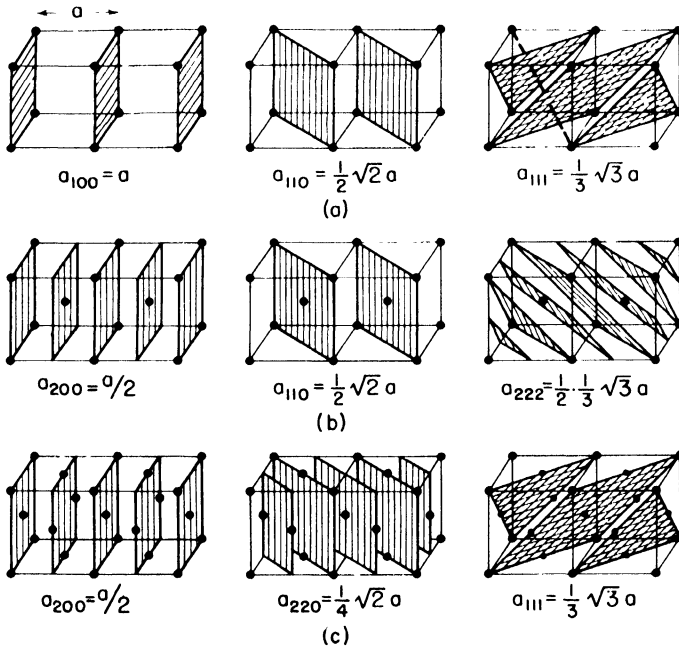 a
a₁₀₀ = a
a₁₁₀ = 1/2 √2 a
a₁₁₁ = 1/3 √3 a
(a)
a₂₀₀ = a/2
a₁₁₀ = 1/2 √2 a
a₂₂₂ = 1/2 · 1/3 √3 a
(b)
a₂₀₀ = a/2
a₂₂₀ = 1/4 √2 a
a₁₁₁ = 1/3 √3 a
(c)